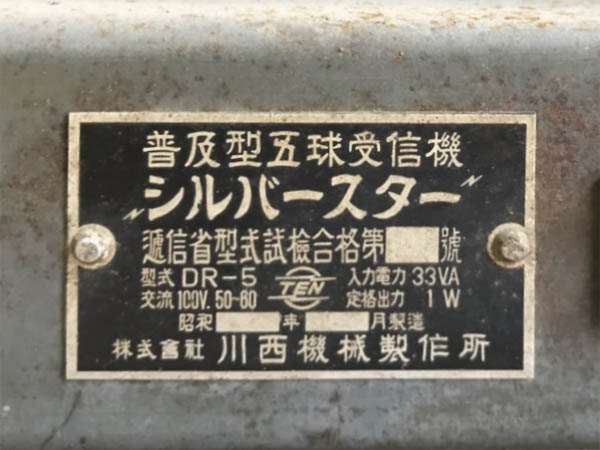 普及型五球受信機
"シルバースター"
遞信省型式試檢合格第 號
型式 DR-5 TEN 入力電力 33VA
交流 100V. 50-60 定格出力 1W
昭和 年 月製造
株式會社 川西機械製作所